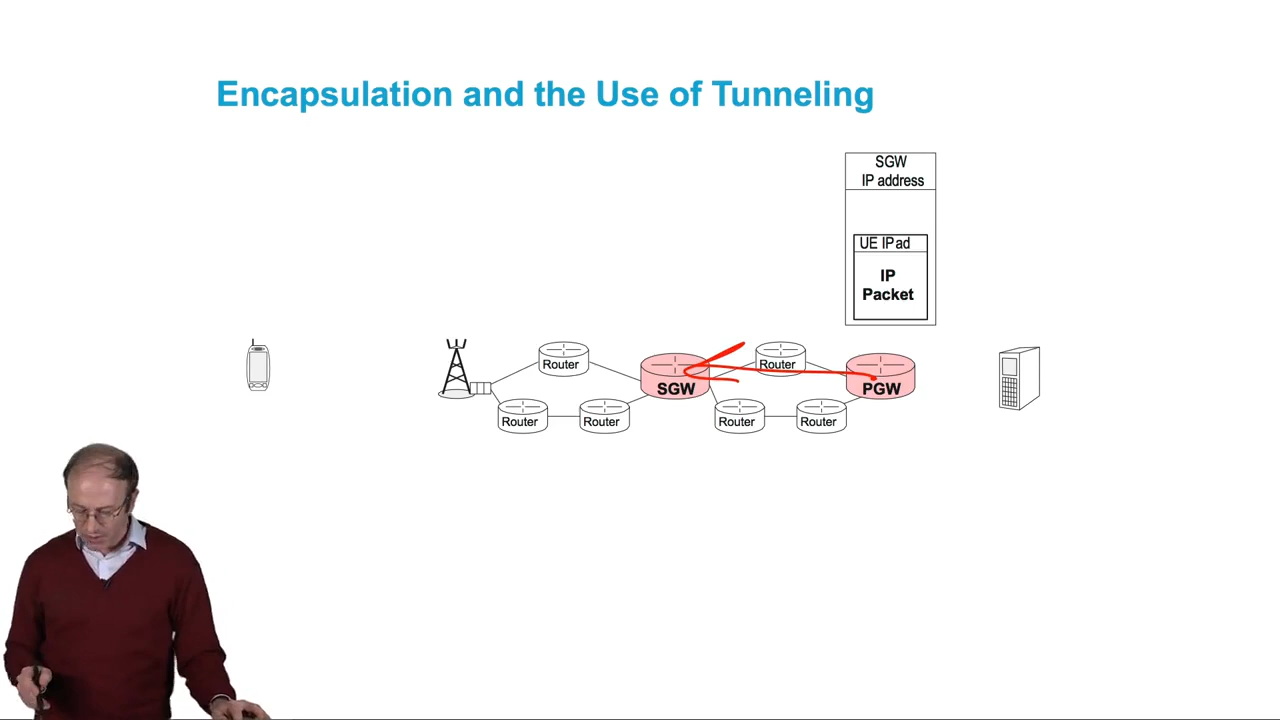 Encapsulation and the Use of Tunneling
SGW
IP address
UE IPad
IP
Packet
Router
Router
SGW
PGW
Router
Router
Router
Router